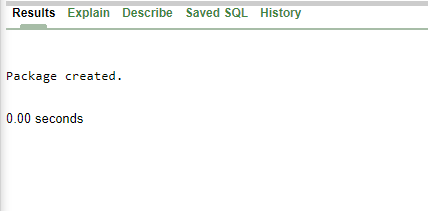 Results Explain Describe Saved SQL History
Package created.
0.00 seconds